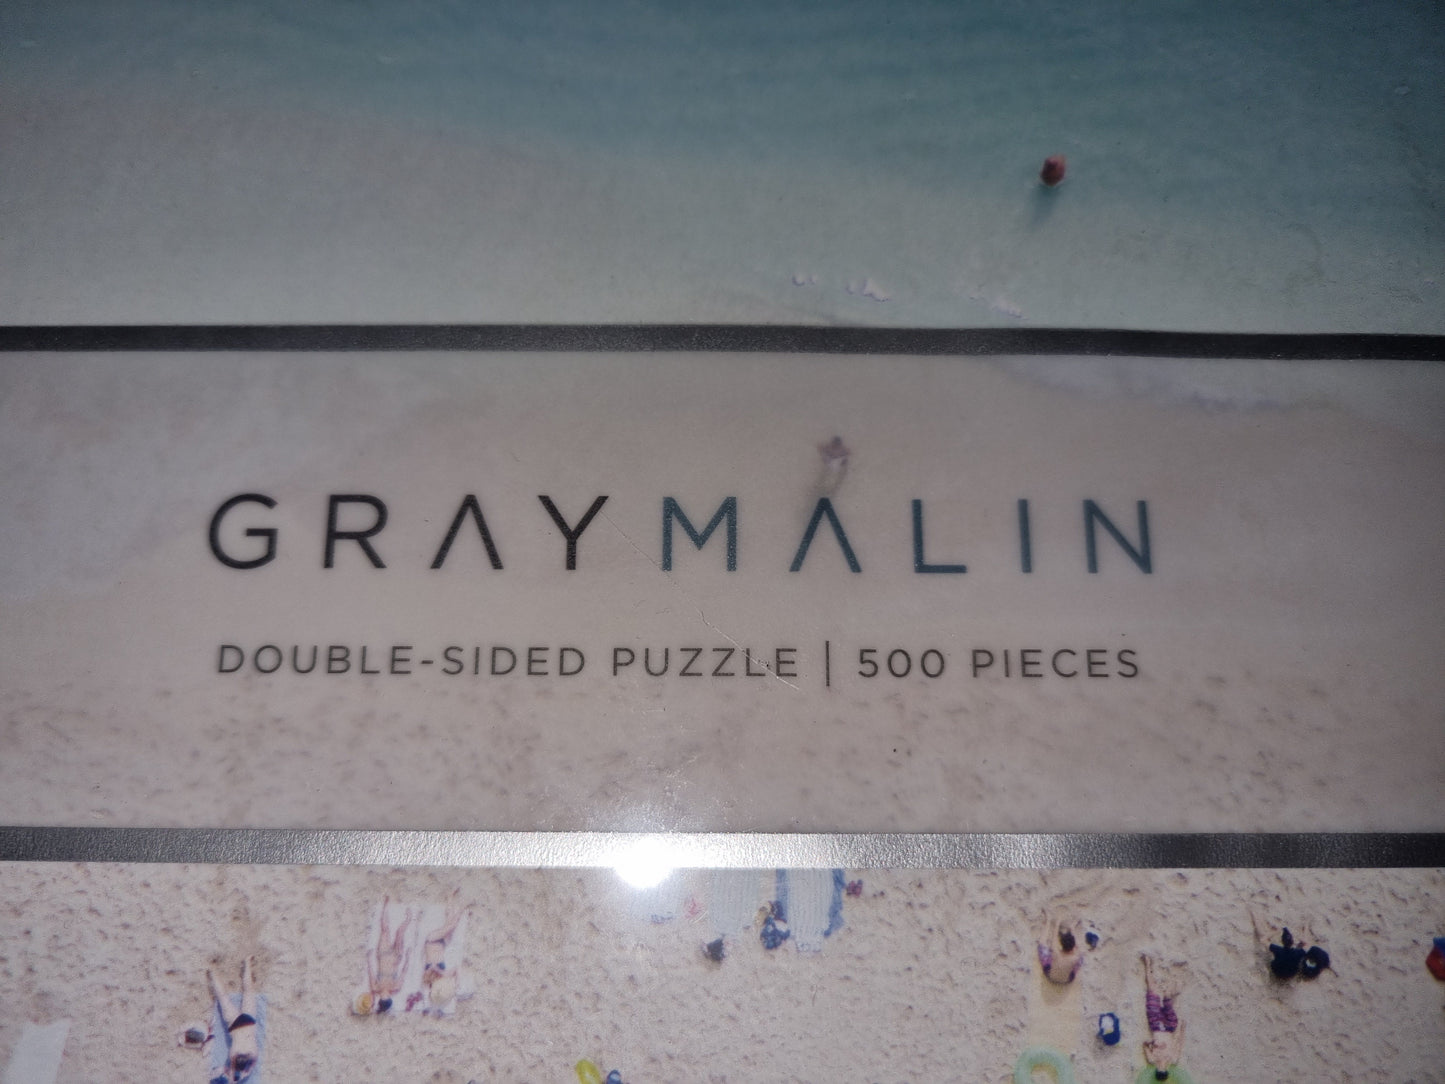 GRAYMALIN
DOUBLE-SIDED PUZZLE | 500 PIECES